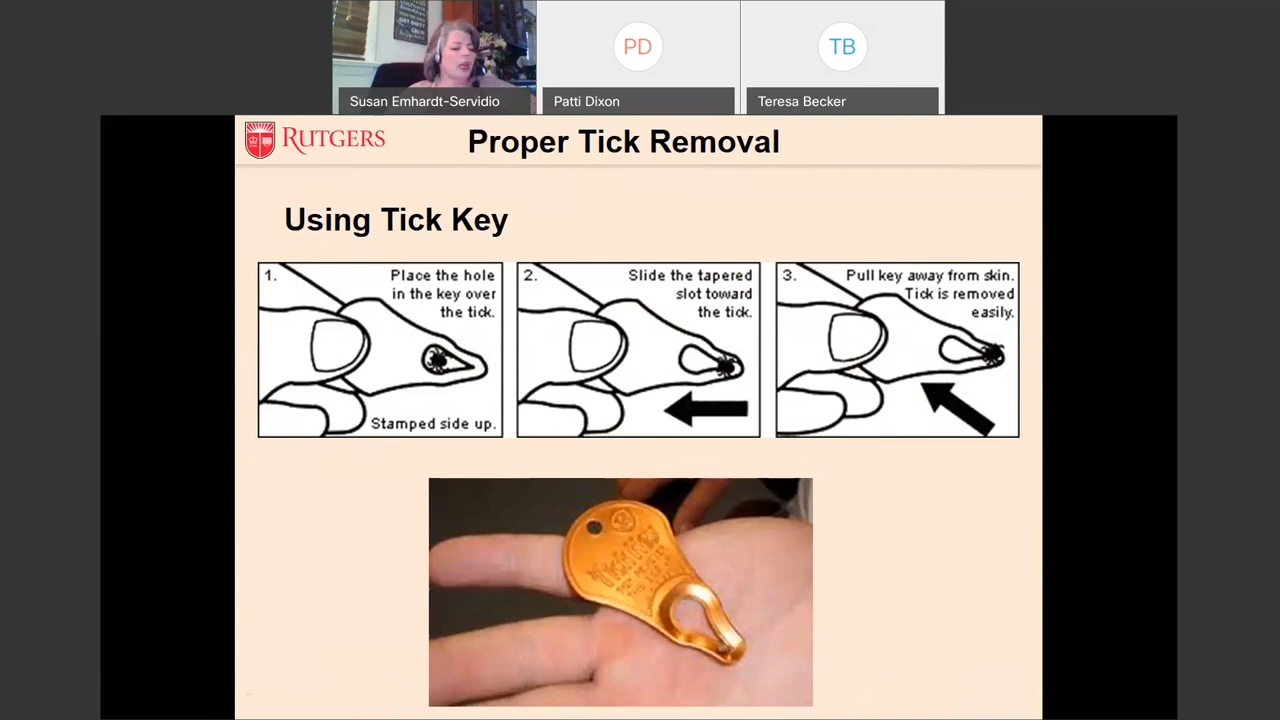 PD
TB
Susan Emhardt-Servidio
Patti Dixon
Teresa Becker
RUTGERS
Proper Tick Removal
Using Tick Key
1.
Place the hole
in the key over
the tick.
Stamped side up.
2.
Slide the tapered
slot toward
the tick.
3.
Pull key away from skin.
Tick is removed
easily.